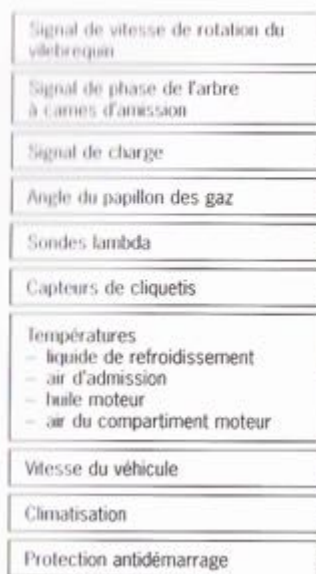 Signal de vitesse de rotation du
vilebrequin
Signal de phase de l'arbre
à cames d'amission
Signal de charge
Angle du papillon des gaz
Sondes lambda
Capteurs de cliquetis
Températures
– liquide de refroidissement
– air d'admission
– huile moteur
– air du compartiment moteur
Vitesse du véhicule
Climatisation
Protection antidémarrage